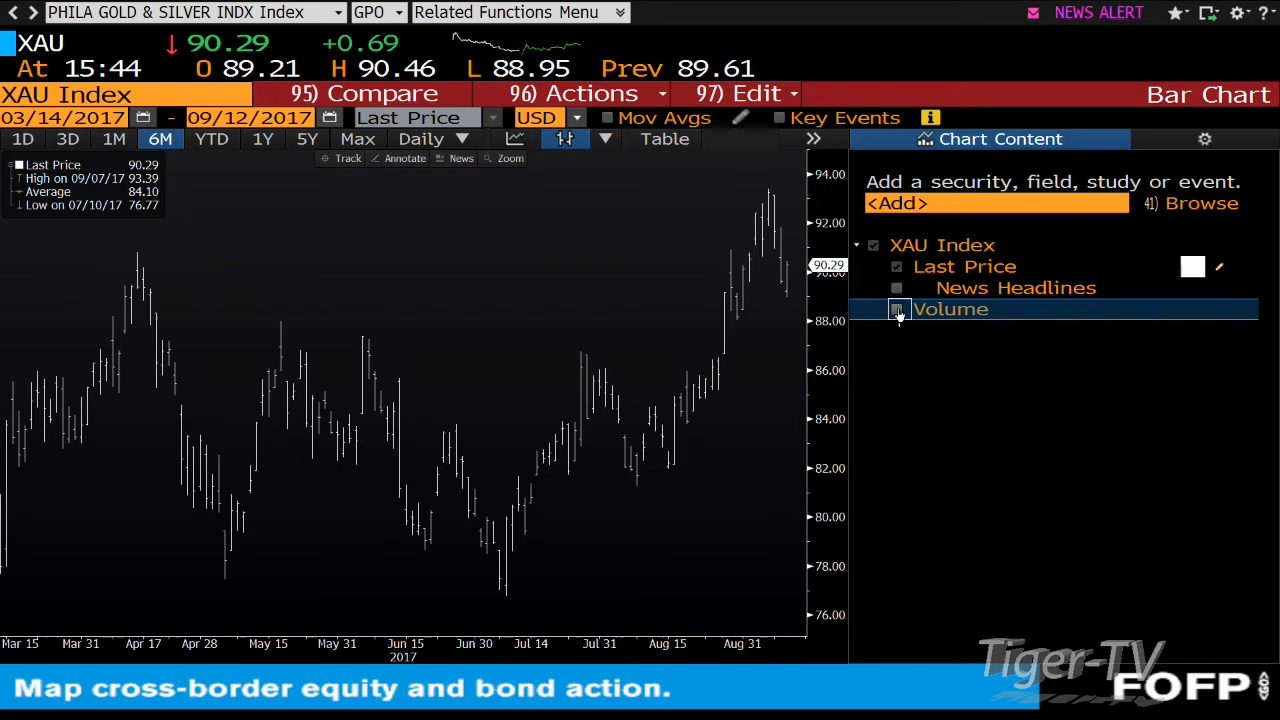 PHILA GOLD & SILVER INDX Index GPO Related Functions Menu NEWS ALERT ?
XAU 90.29 +0.69
At 15:44 O 89.21 H 90.46 L 88.95 Prev 89.61
XAU Index 95) Compare 96) Actions 97) Edit Bar Chart
03/14/2017 - 09/12/2017 Last Price USD Mov Avgs Key Events i
1D 3D 1M 6M YTD 1Y 5Y Max Daily Table Chart Content
Track Annotate News Zoom
Last Price 90.29
High on 09/07/17 93.39
Average 84.10
Low on 07/10/17 76.77
Add a security, field, study or event.
<Add> 41) Browse
XAU Index
Last Price
News Headlines
Volume
94.00
92.00
90.29
90.00
88.00
86.00
84.00
82.00
80.00
78.00
76.00
Mar 15 Mar 31 Apr 17 Apr 28 May 15 May 31 Jun 15 Jun 30 Jul 14 Jul 31 Aug 15 Aug 31
2017
Tiger-TV
Map cross-border equity and bond action. FOFP <GO>